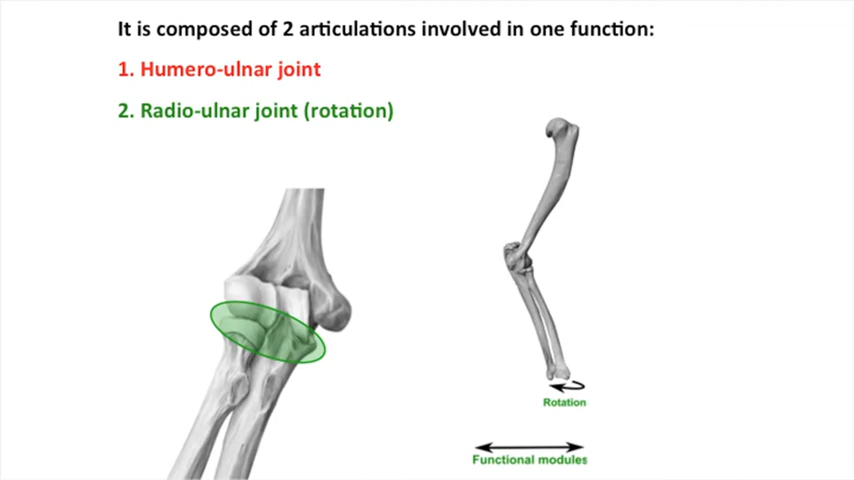 It is composed of 2 articulations involved in one function:
1. Humero-ulnar joint
2. Radio-ulnar joint (rotation)
Rotation
Functional modules